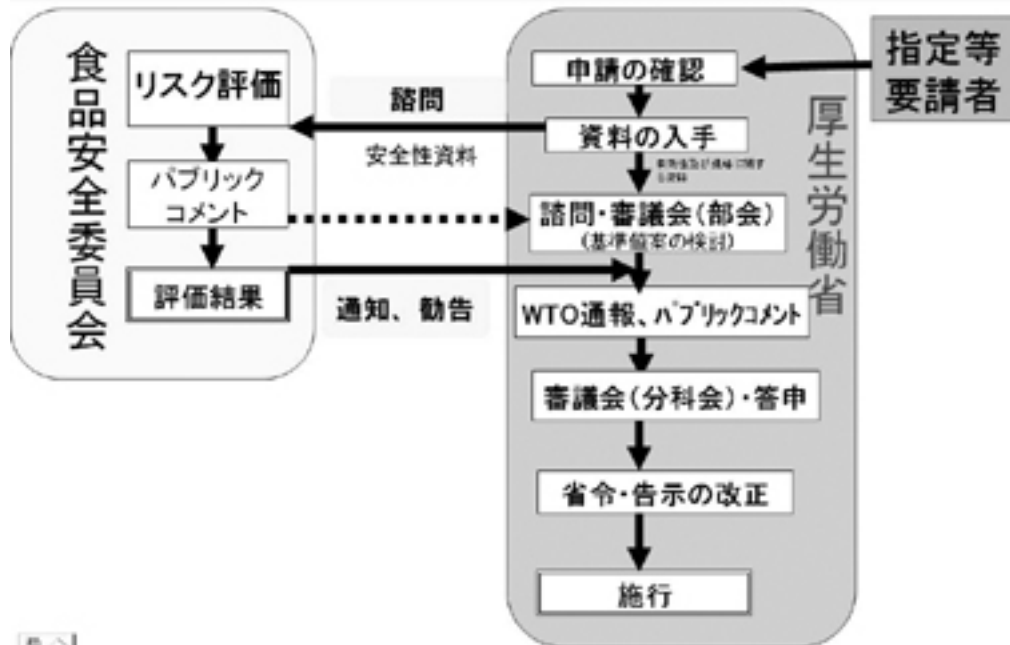 食品安全委員会
リスク評価
パブリック
コメント
評価結果
諮問
安全性資料
通知、勧告
指定等
要請者
厚生労働省
申請の確認
資料の入手
諮問・審議会(部会)
(基準値案の検討)
WTO通報、パブリックコメント
審議会(分科会)・答申
省令・告示の改正
施行